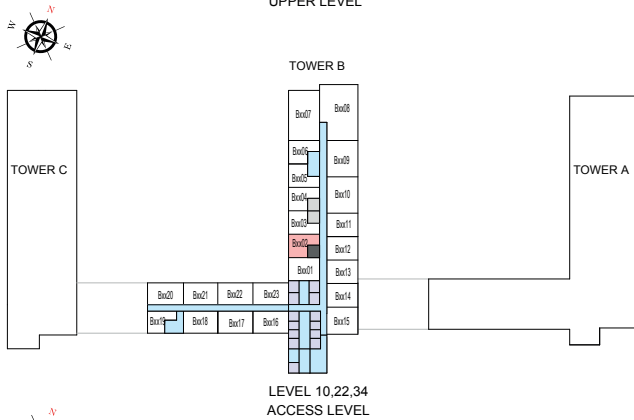 UPPER LEVEL
N
W
E
S
TOWER B
Bxx07
Bxx08
TOWER C
TOWER A
Bxx06
Bxx09
Bxx05
Bxx04
Bxx10
Bxx03
Bxx11
Bxx02
Bxx12
Bxx01
Bxx13
Bxx20
Bxx21
Bxx22
Bxx23
Bxx14
Bxx19
Bxx18
Bxx17
Bxx16
Bxx15
LEVEL 10,22,34
ACCESS LEVEL
N